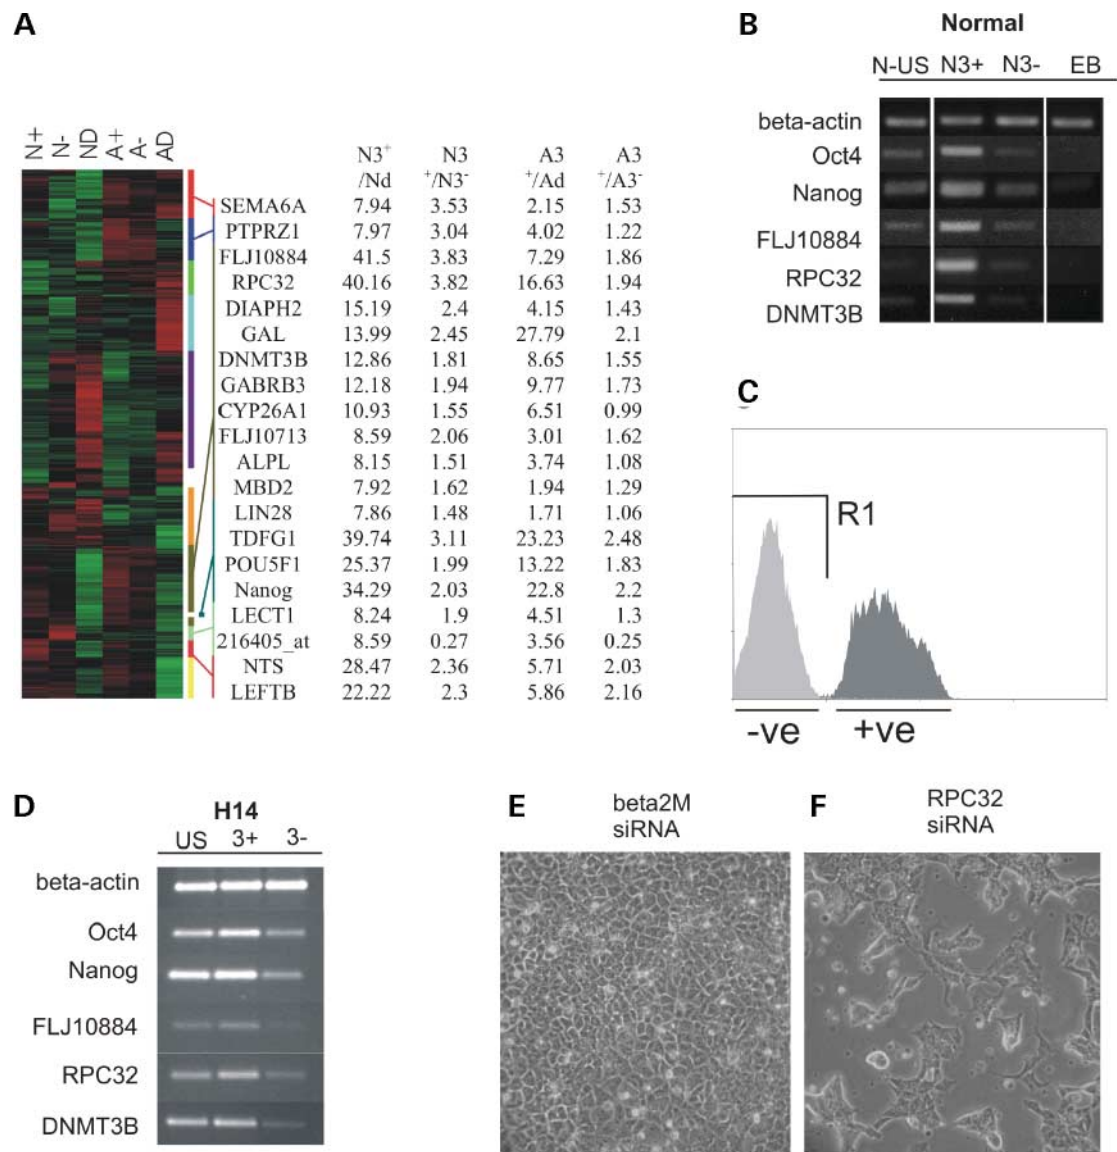 A
N+ N- ND A+ A- AD
N3+ N3 A3 A3
/Nd +/N3- +/Ad +/A3-
SEMA6A 7.94 3.53 2.15 1.53
PTPRZ1 7.97 3.04 4.02 1.22
FLJ10884 41.5 3.83 7.29 1.86
RPC32 40.16 3.82 16.63 1.94
DIAPH2 15.19 2.4 4.15 1.43
GAL 13.99 2.45 27.79 2.1
DNMT3B 12.86 1.81 8.65 1.55
GABRB3 12.18 1.94 9.77 1.73
CYP26A1 10.93 1.55 6.51 0.99
FLJ10713 8.59 2.06 3.01 1.62
ALPL 8.15 1.51 3.74 1.08
MBD2 7.92 1.62 1.94 1.29
LIN28 7.86 1.48 1.71 1.06
TDFG1 39.74 3.11 23.23 2.48
POU5F1 25.37 1.99 13.22 1.83
Nanog 34.29 2.03 22.8 2.2
LECT1 8.24 1.9 4.51 1.3
216405_at 8.59 0.27 3.56 0.25
NTS 28.47 2.36 5.71 2.03
LEFTB 22.22 2.3 5.86 2.16
B
Normal
N-US N3+ N3- EB
beta-actin
Oct4
Nanog
FLJ10884
RPC32
DNMT3B
C
R1
-ve +ve
D
H14
US 3+ 3-
beta-actin
Oct4
Nanog
FLJ10884
RPC32
DNMT3B
E
beta2M
siRNA
F
RPC32
siRNA